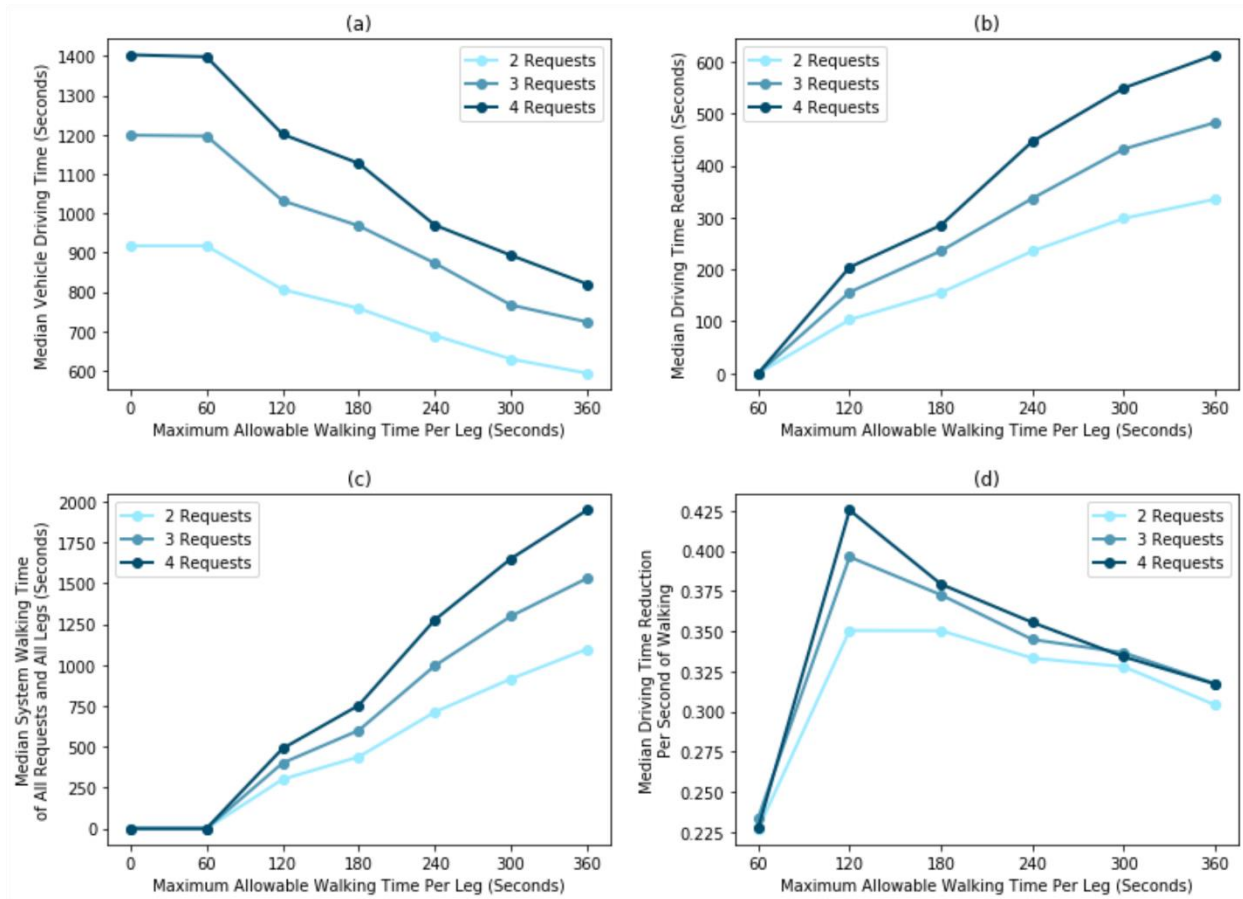 (a)
Median Vehicle Driving Time (Seconds)
1400
1300
1200
1100
1000
900
800
700
600
2 Requests
3 Requests
4 Requests
0 60 120 180 240 300 360
Maximum Allowable Walking Time Per Leg (Seconds)
(b)
Median Driving Time Reduction (Seconds)
600
500
400
300
200
100
0
2 Requests
3 Requests
4 Requests
60 120 180 240 300 360
Maximum Allowable Walking Time Per Leg (Seconds)
(c)
Median System Walking Time
of All Requests and All Legs (Seconds)
2000
1750
1500
1250
1000
750
500
250
0
2 Requests
3 Requests
4 Requests
0 60 120 180 240 300 360
Maximum Allowable Walking Time Per Leg (Seconds)
(d)
Median Driving Time Reduction
Per Second of Walking
0.425
0.400
0.375
0.350
0.325
0.300
0.275
0.250
0.225
2 Requests
3 Requests
4 Requests
60 120 180 240 300 360
Maximum Allowable Walking Time Per Leg (Seconds)